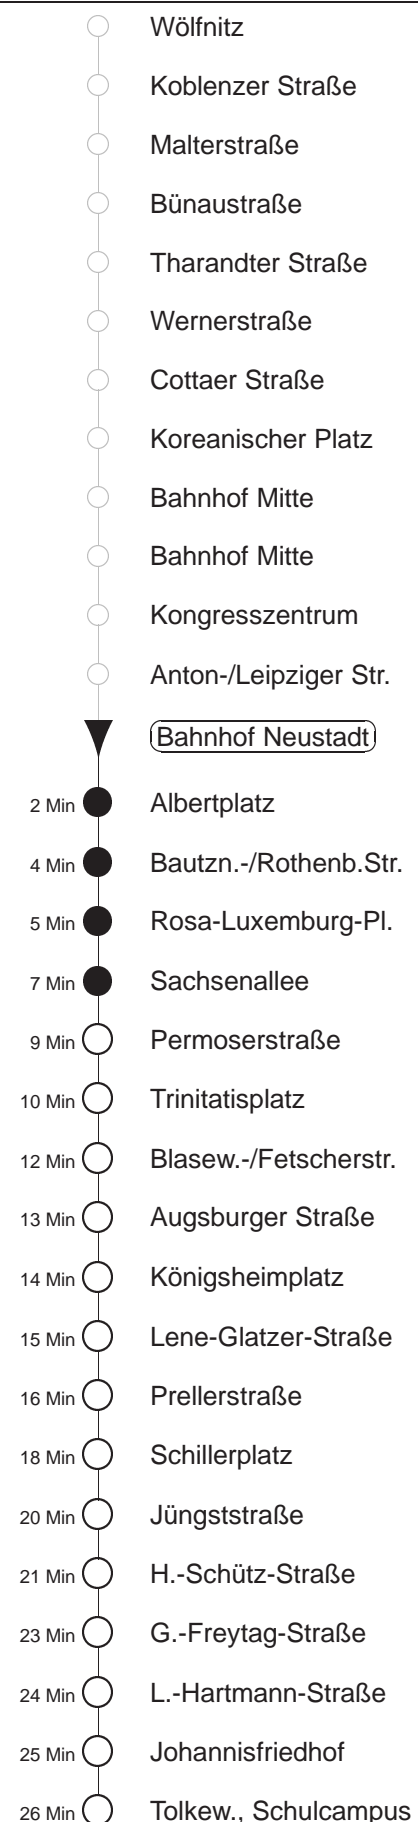 Wölfnitz
Koblenzer Straße
Malterstraße
Bünaustraße
Tharandter Straße
Wernerstraße
Cottaer Straße
Koreanischer Platz
Bahnhof Mitte
Bahnhof Mitte
Kongresszentrum
Anton-/Leipziger Str.
Bahnhof Neustadt
2 Min Albertplatz
4 Min Bautzn.-/Rothenb.Str.
5 Min Rosa-Luxemburg-Pl.
7 Min Sachsenallee
9 Min Permoserstraße
10 Min Trinitatisplatz
12 Min Blasew.-/Fetscherstr.
13 Min Augsburger Straße
14 Min Königsheimplatz
15 Min Lene-Glatzer-Straße
16 Min Prellerstraße
18 Min Schillerplatz
20 Min Jüngststraße
21 Min H.-Schütz-Straße
23 Min G.-Freytag-Straße
24 Min L.-Hartmann-Straße
25 Min Johannisfriedhof
26 Min Tolkew., Schulcampus